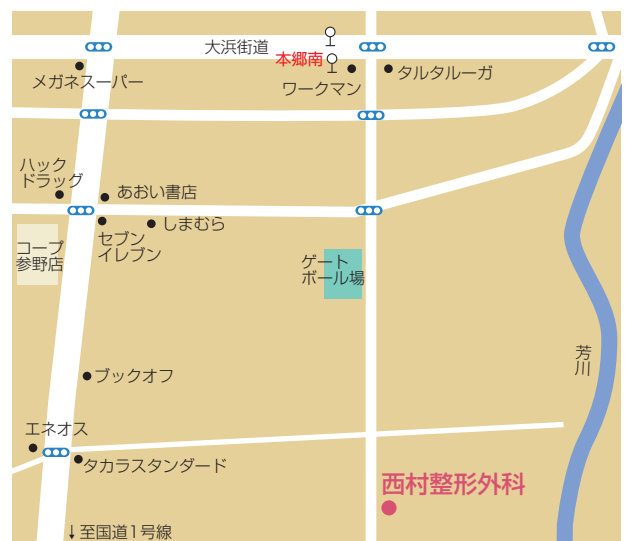 大浜街道
本郷南
メガネスーパー
ワークマン
タルタルーガ
ハック
ドラッグ
あおい書店
しまむら
セブン
イレブン
コープ
参野店
ゲート
ボール場
芳川
ブックオフ
エネオス
タカラスタンダード
西村整形外科
↓至国道1号線